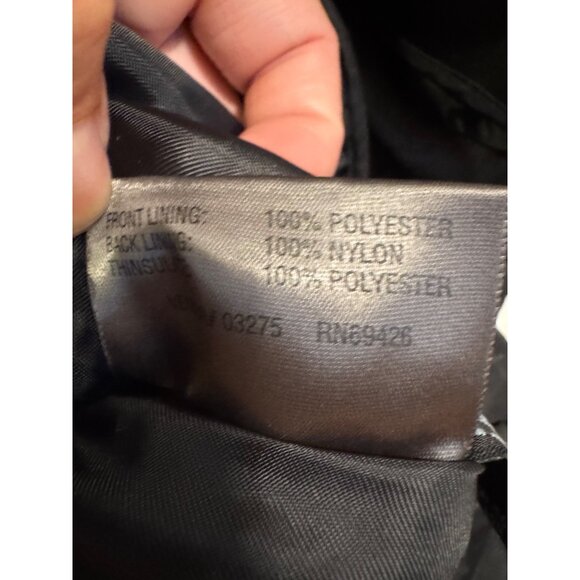 FRONT LINING: 100% POLYESTER
BACK LINING: 100% NYLON
100% POLYESTER
03275 RN69426